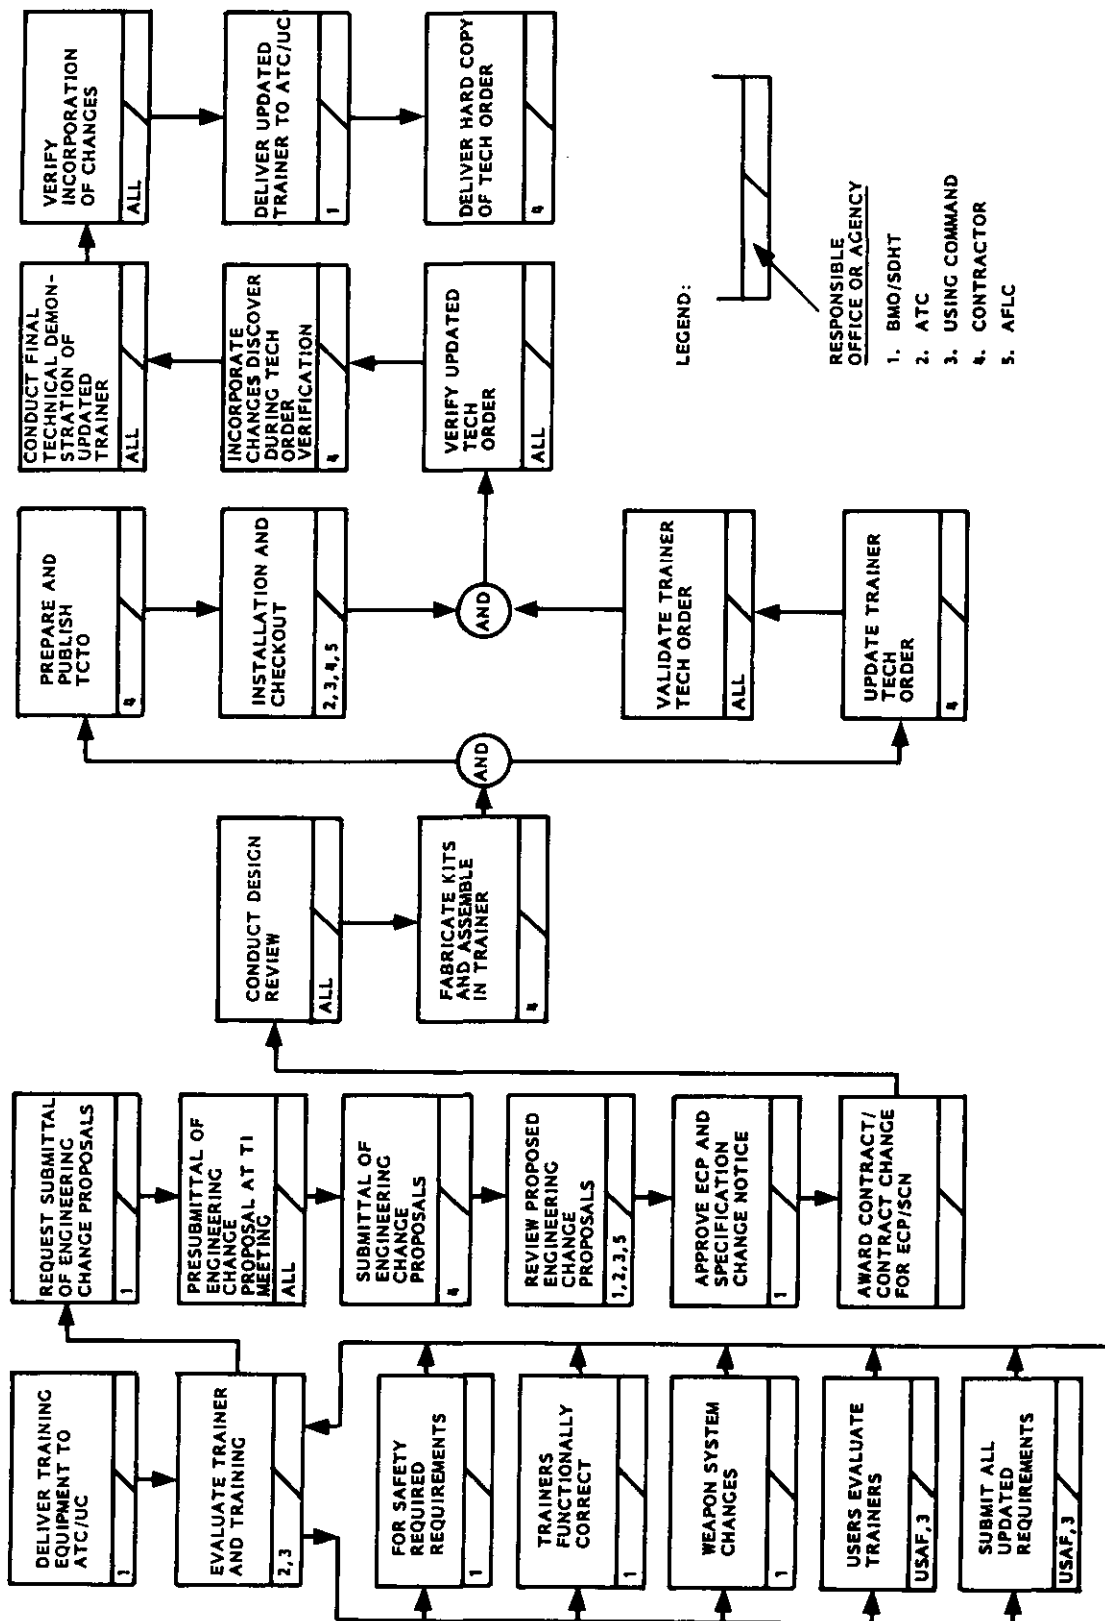 DELIVER TRAINING
EQUIPMENT TO
ATC/UC
1
EVALUATE TRAINER
AND TRAINING
2,3
FOR SAFETY
REQUIRED
REQUIREMENTS
1
TRAINERS
FUNCTIONALLY
CORRECT
1
WEAPON SYSTEM
CHANGES
1
USERS EVALUATE
TRAINERS
USAF,3
SUBMIT ALL
UPDATED
REQUIREMENTS
USAF,3
REQUEST SUBMITTAL
OF ENGINEERING
CHANGE PROPOSALS
1
PRESUBMITTAL OF
ENGINEERING
CHANGE
PROPOSAL AT TI
MEETING
ALL
SUBMITTAL OF
ENGINEERING
CHANGE
PROPOSALS
4
REVIEW PROPOSED
ENGINEERING
CHANGE
PROPOSALS
1,2,3,5
APPROVE ECP AND
SPECIFICATION
CHANGE NOTICE
1
AWARD CONTRACT/
CONTRACT CHANGE
FOR ECP/SCN
CONDUCT DESIGN
REVIEW
ALL
FABRICATE KITS
AND ASSEMBLE
IN TRAINER
4
AND
PREPARE AND
PUBLISH
TCTO
4
INSTALLATION AND
CHECKOUT
2,3,4,5
AND
VALIDATE TRAINER
TECH ORDER
ALL
UPDATE TRAINER
TECH
ORDER
4
CONDUCT FINAL
TECHNICAL DEMON-
STRATION OF
UPDATED
TRAINER
ALL
INCORPORATE
CHANGES DISCOVER
DURING TECH
ORDER
VERIFICATION
4
VERIFY UPDATED
TECH
ORDER
ALL
VERIFY
INCORPORATION
OF CHANGES
ALL
DELIVER UPDATED
TRAINER TO ATC/UC
1
DELIVER HARD COPY
OF TECH ORDER
4
LEGEND:
RESPONSIBLE
OFFICE OR AGENCY
1. BMO/SDHT
2. ATC
3. USING COMMAND
4. CONTRACTOR
5. AFLC